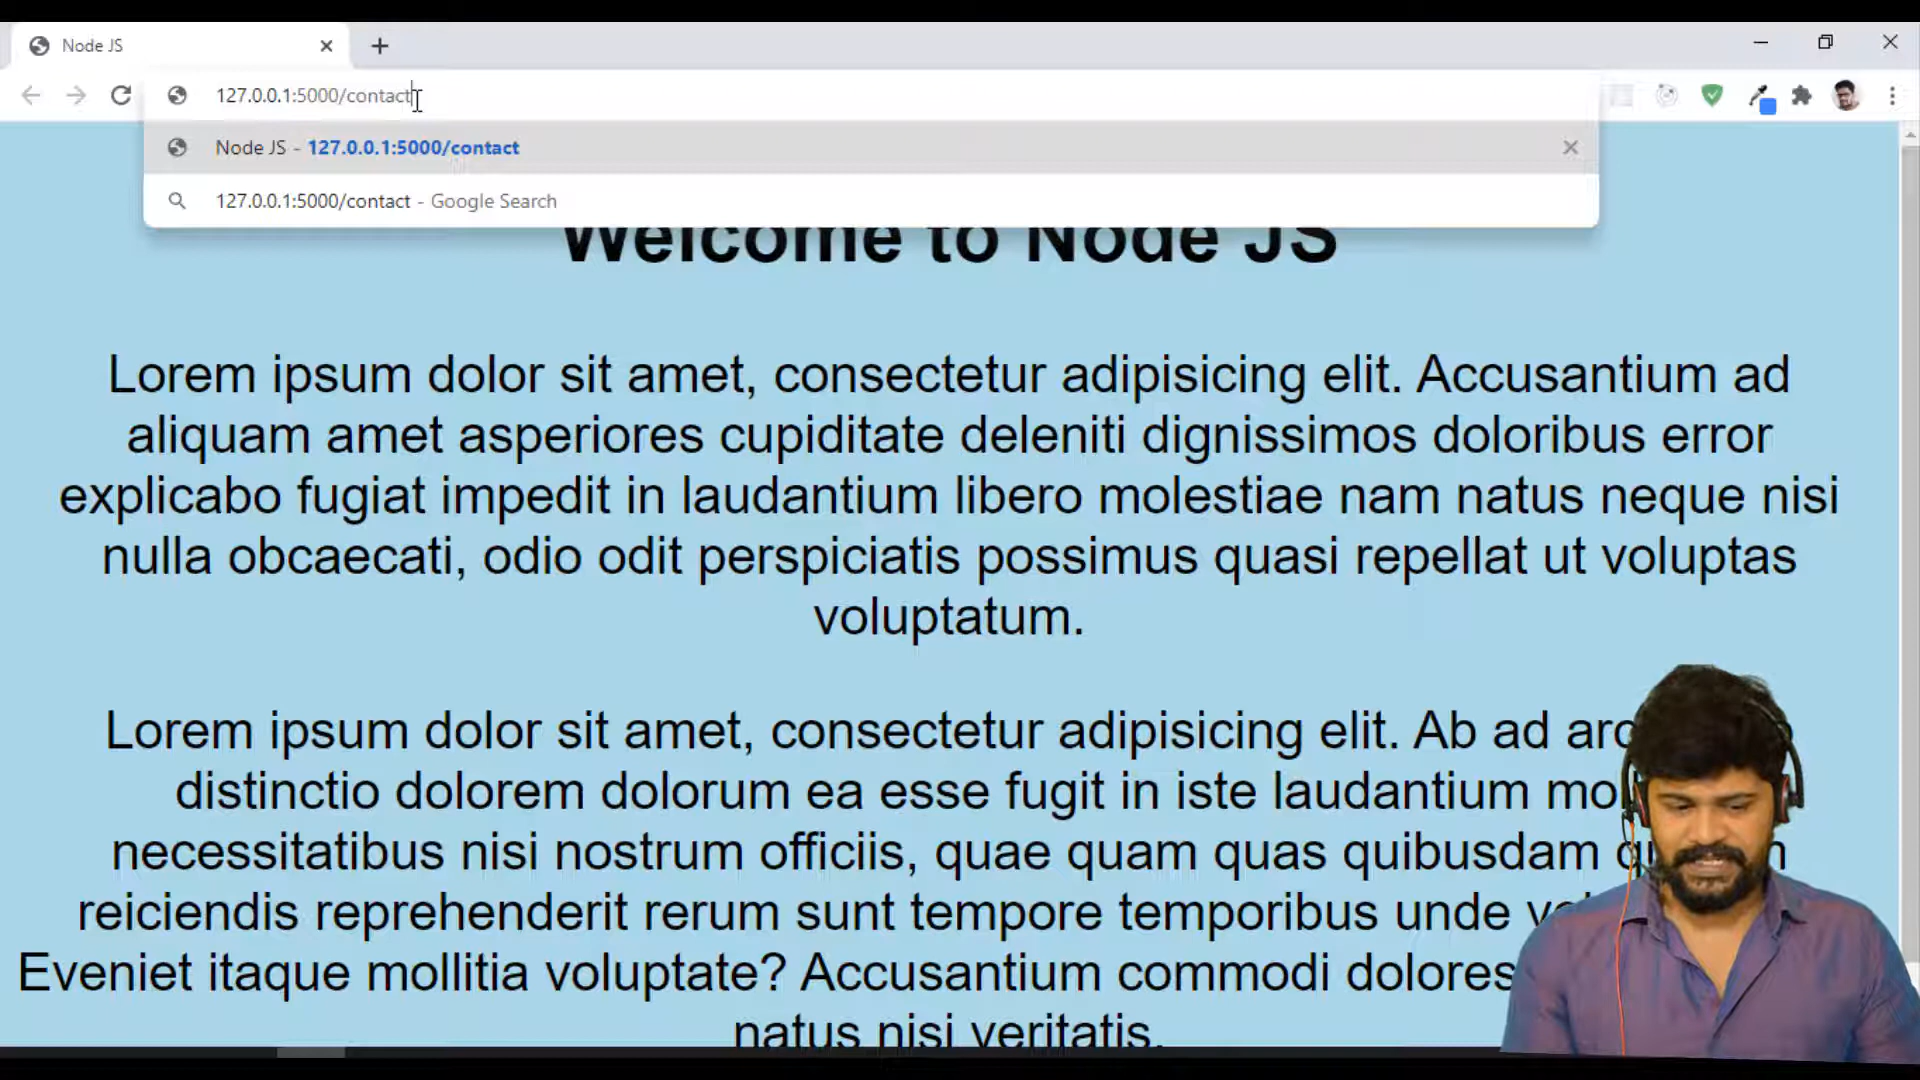 Node JS
127.0.0.1:5000/contact
Node JS - 127.0.0.1:5000/contact
127.0.0.1:5000/contact - Google Search
Welcome to Node JS
Lorem ipsum dolor sit amet, consectetur adipisicing elit. Accusantium ad
aliquam amet asperiores cupiditate deleniti dignissimos doloribus error
explicabo fugiat impedit in laudantium libero molestiae nam natus neque nisi
nulla obcaecati, odio odit perspiciatis possimus quasi repellat ut voluptas
voluptatum.
Lorem ipsum dolor sit amet, consectetur adipisicing elit. Ab ad
distinctio dolorem dolorum ea esse fugit in iste laudantium
necessitatibus nisi nostrum officiis, quae quam quas quibusdam
reiciendis reprehenderit rerum sunt tempore temporibus unde
Eveniet itaque mollitia voluptate? Accusantium commodi dolores
natus nisi veritatis.